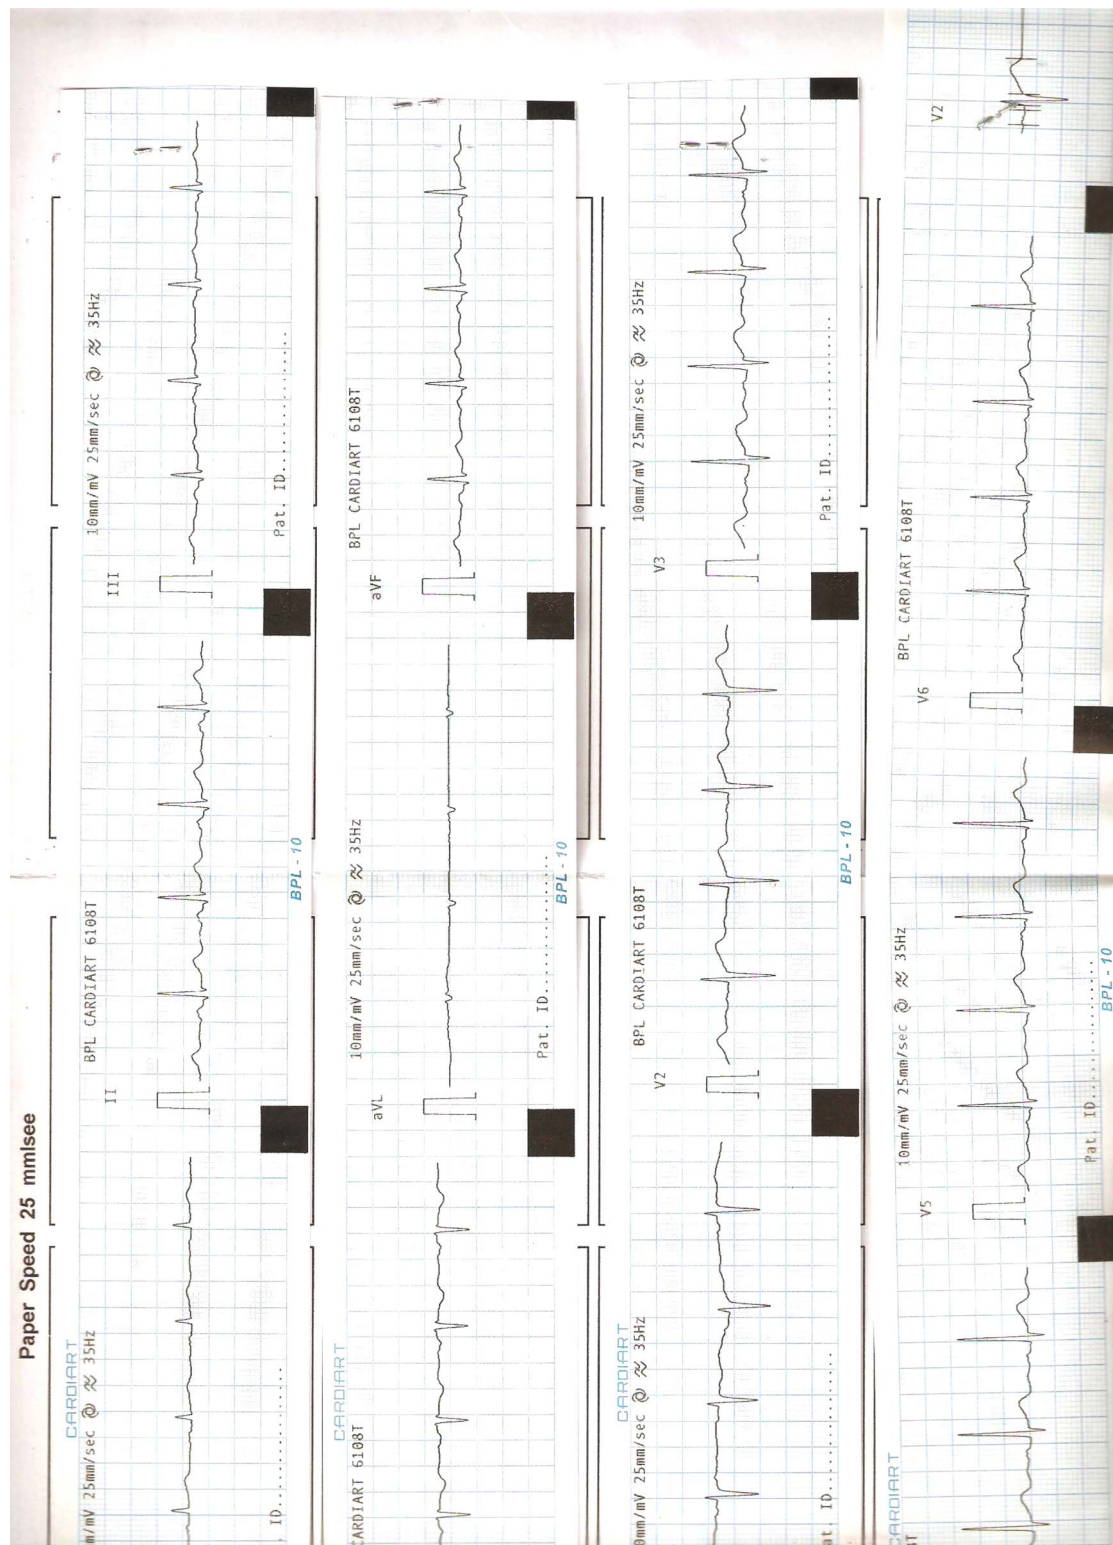 Paper Speed 25 mmlsee
CARDIART
m/mV 25mm/sec @ 35Hz
. ID..................
II
BPL CARDIART 6108T
BPL-10
III
10mm/mV 25mm/sec @ 35Hz
Pat. ID..................
CARDIART
CARDIART 6108T
aVL
10mm/mV 25mm/sec @ 35Hz
Pat. ID..................
BPL-10
aVF
BPL CARDIART 6108T
CARDIART
0mm/mV 25mm/sec @ 35Hz
at. ID..................
V2
BPL CARDIART 6108T
BPL-10
V3
10mm/mV 25mm/sec @ 35Hz
Pat. ID..................
CARDIART
8T
V5
10mm/mV 25mm/sec @ 35Hz
Pat. ID..................
BPL-10
V6
BPL CARDIART 6108T
V2